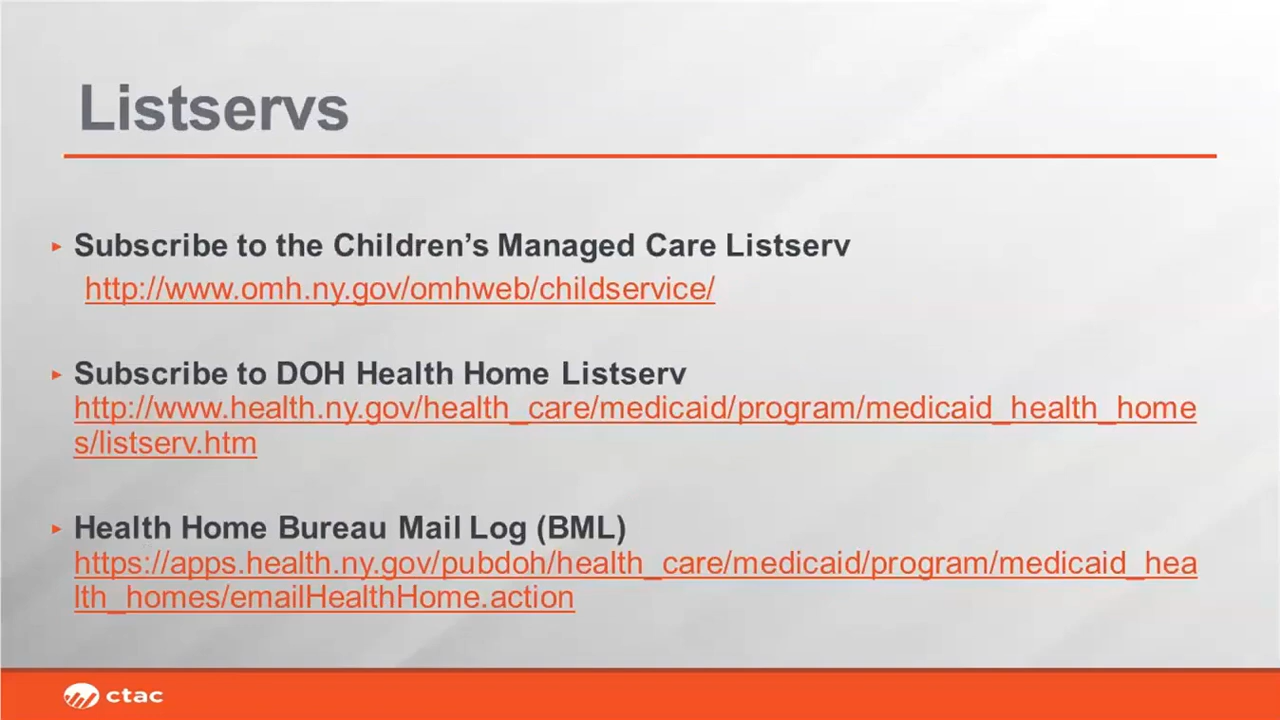 Listservs
Subscribe to the Children’s Managed Care Listserv
http://www.omh.ny.gov/omhweb/childservice/
Subscribe to DOH Health Home Listserv
http://www.health.ny.gov/health_care/medicaid/program/medicaid_health_home
s/listserv.htm
Health Home Bureau Mail Log (BML)
https://apps.health.ny.gov/pubdoh/health_care/medicaid/program/medicaid_hea
lth_homes/emailHealthHome.action
ctac